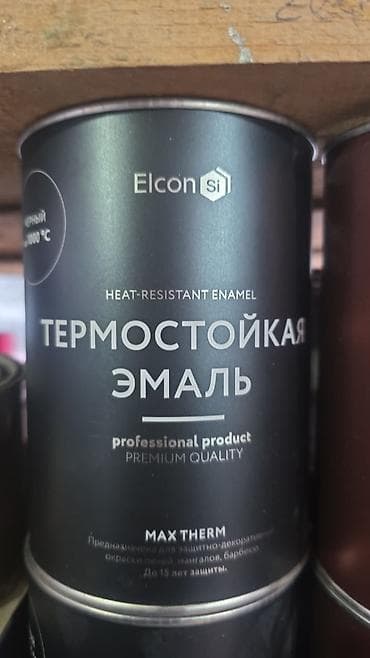 Elcon Si
черный
1000 °C
HEAT-RESISTANT ENAMEL
ТЕРМОСТОЙКАЯ
ЭМАЛЬ
professional product
PREMIUM QUALITY
MAX THERM
Предназначена для защитно-декоративной
окраски печей, мангалов, барбекю
До 15 лет защиты.